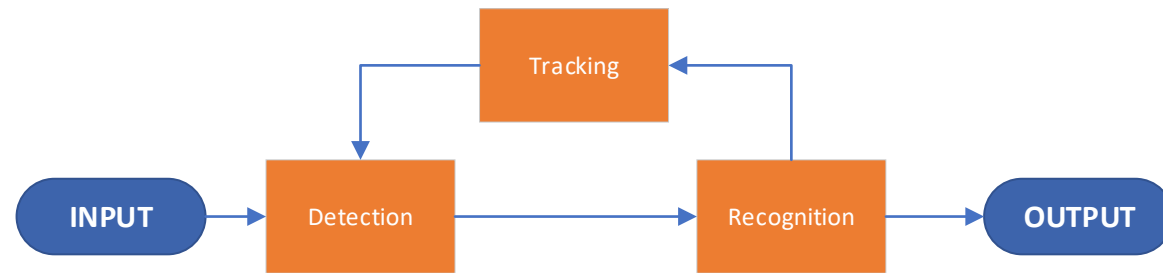 Tracking
INPUT
Detection
Recognition
OUTPUT